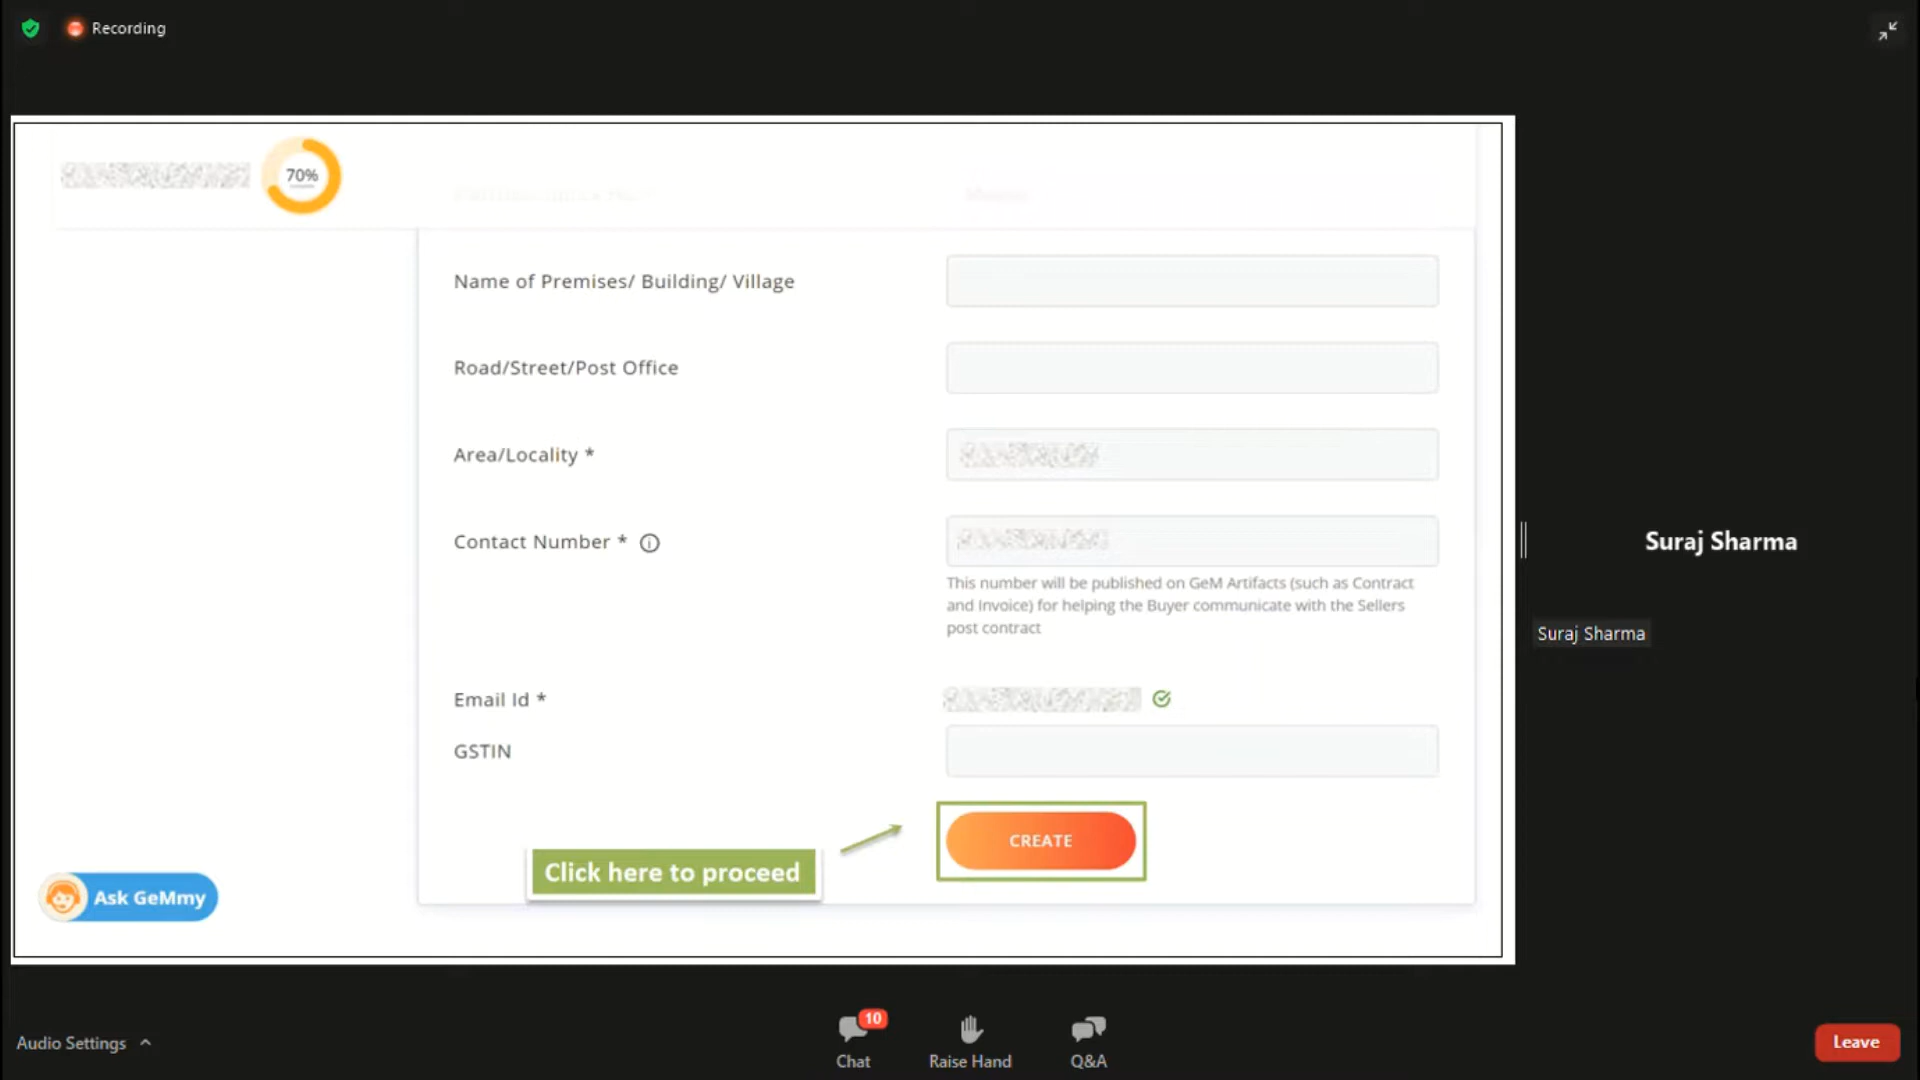 Recording
70%
Name of Premises/ Building/ Village
Road/Street/Post Office
Area/Locality *
Contact Number *
This number will be published on GeM Artifacts (such as Contract
and Invoice) for helping the Buyer communicate with the Sellers
post contract
Email Id *
GSTIN
CREATE
Click here to proceed
Ask GeMmy
Suraj Sharma
Suraj Sharma
Audio Settings
10
Chat
Raise Hand
Q&A
Leave